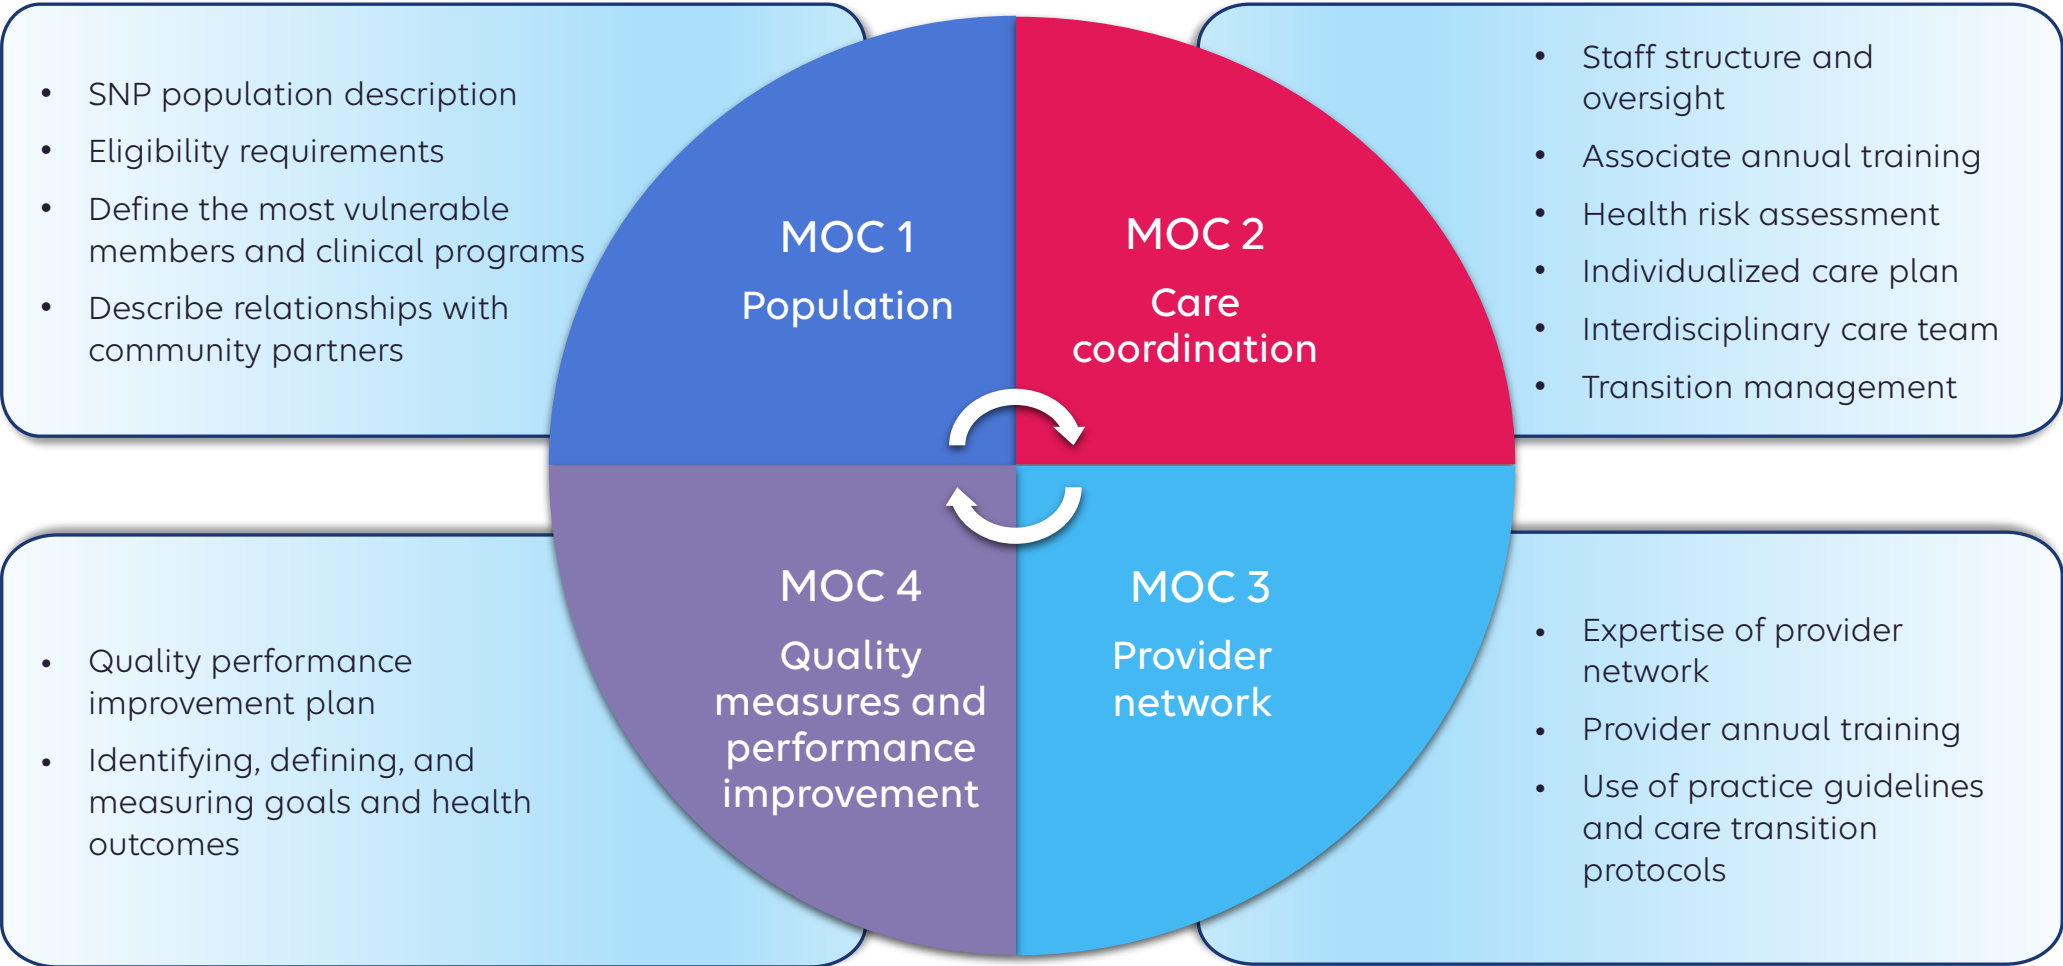 • SNP population description
• Eligibility requirements
• Define the most vulnerable
members and clinical programs
• Describe relationships with
community partners
MOC 1
Population
MOC 2
Care
coordination
• Staff structure and
oversight
• Associate annual training
• Health risk assessment
• Individualized care plan
• Interdisciplinary care team
• Transition management
• Quality performance
improvement plan
• Identifying, defining, and
measuring goals and health
outcomes
MOC 4
Quality
measures and
performance
improvement
MOC 3
Provider
network
• Expertise of provider
network
• Provider annual training
• Use of practice guidelines
and care transition
protocols